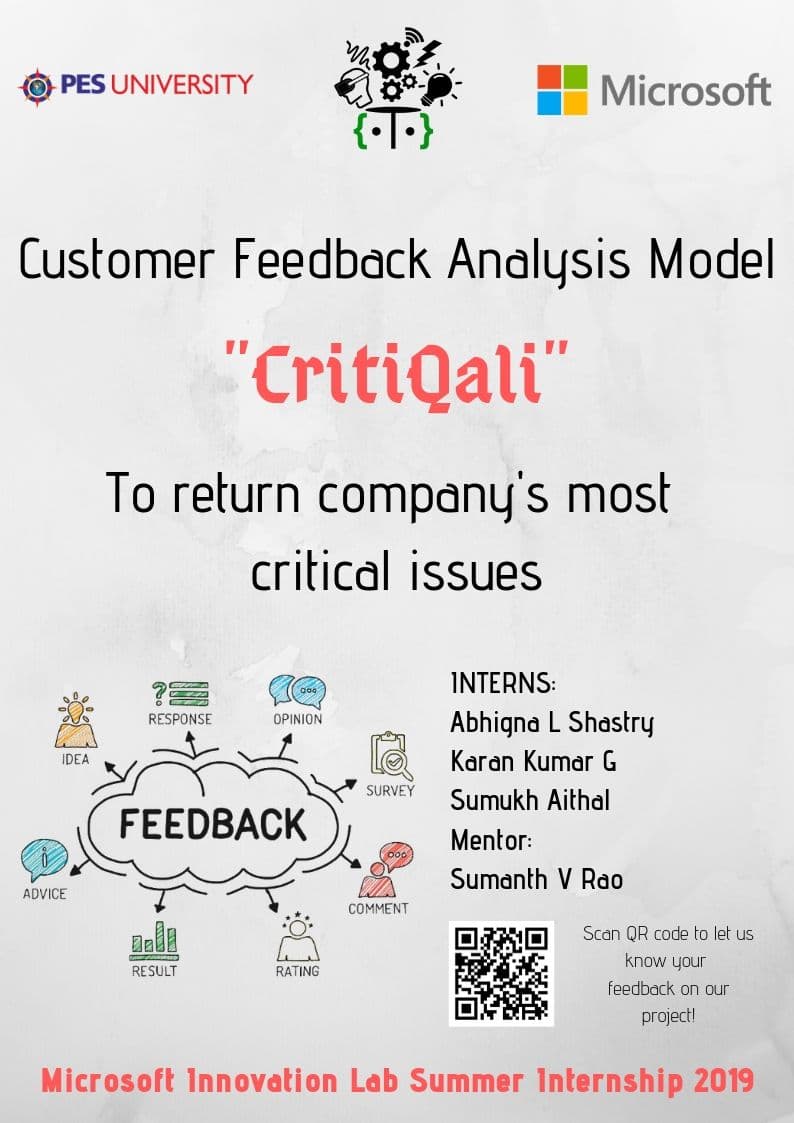 PES UNIVERSITY
Microsoft
Customer Feedback Analysis Model
"CritiQali"
To return company's most
critical issues
IDEA
RESPONSE
OPINION
SURVEY
FEEDBACK
ADVICE
COMMENT
RESULT
RATING
INTERNS:
Abhigna L Shastry
Karan Kumar G
Sumukh Aithal
Mentor:
Sumanth V Rao
Scan QR code to let us
know your
feedback on our
project!
Microsoft Innovation Lab Summer Internship 2019